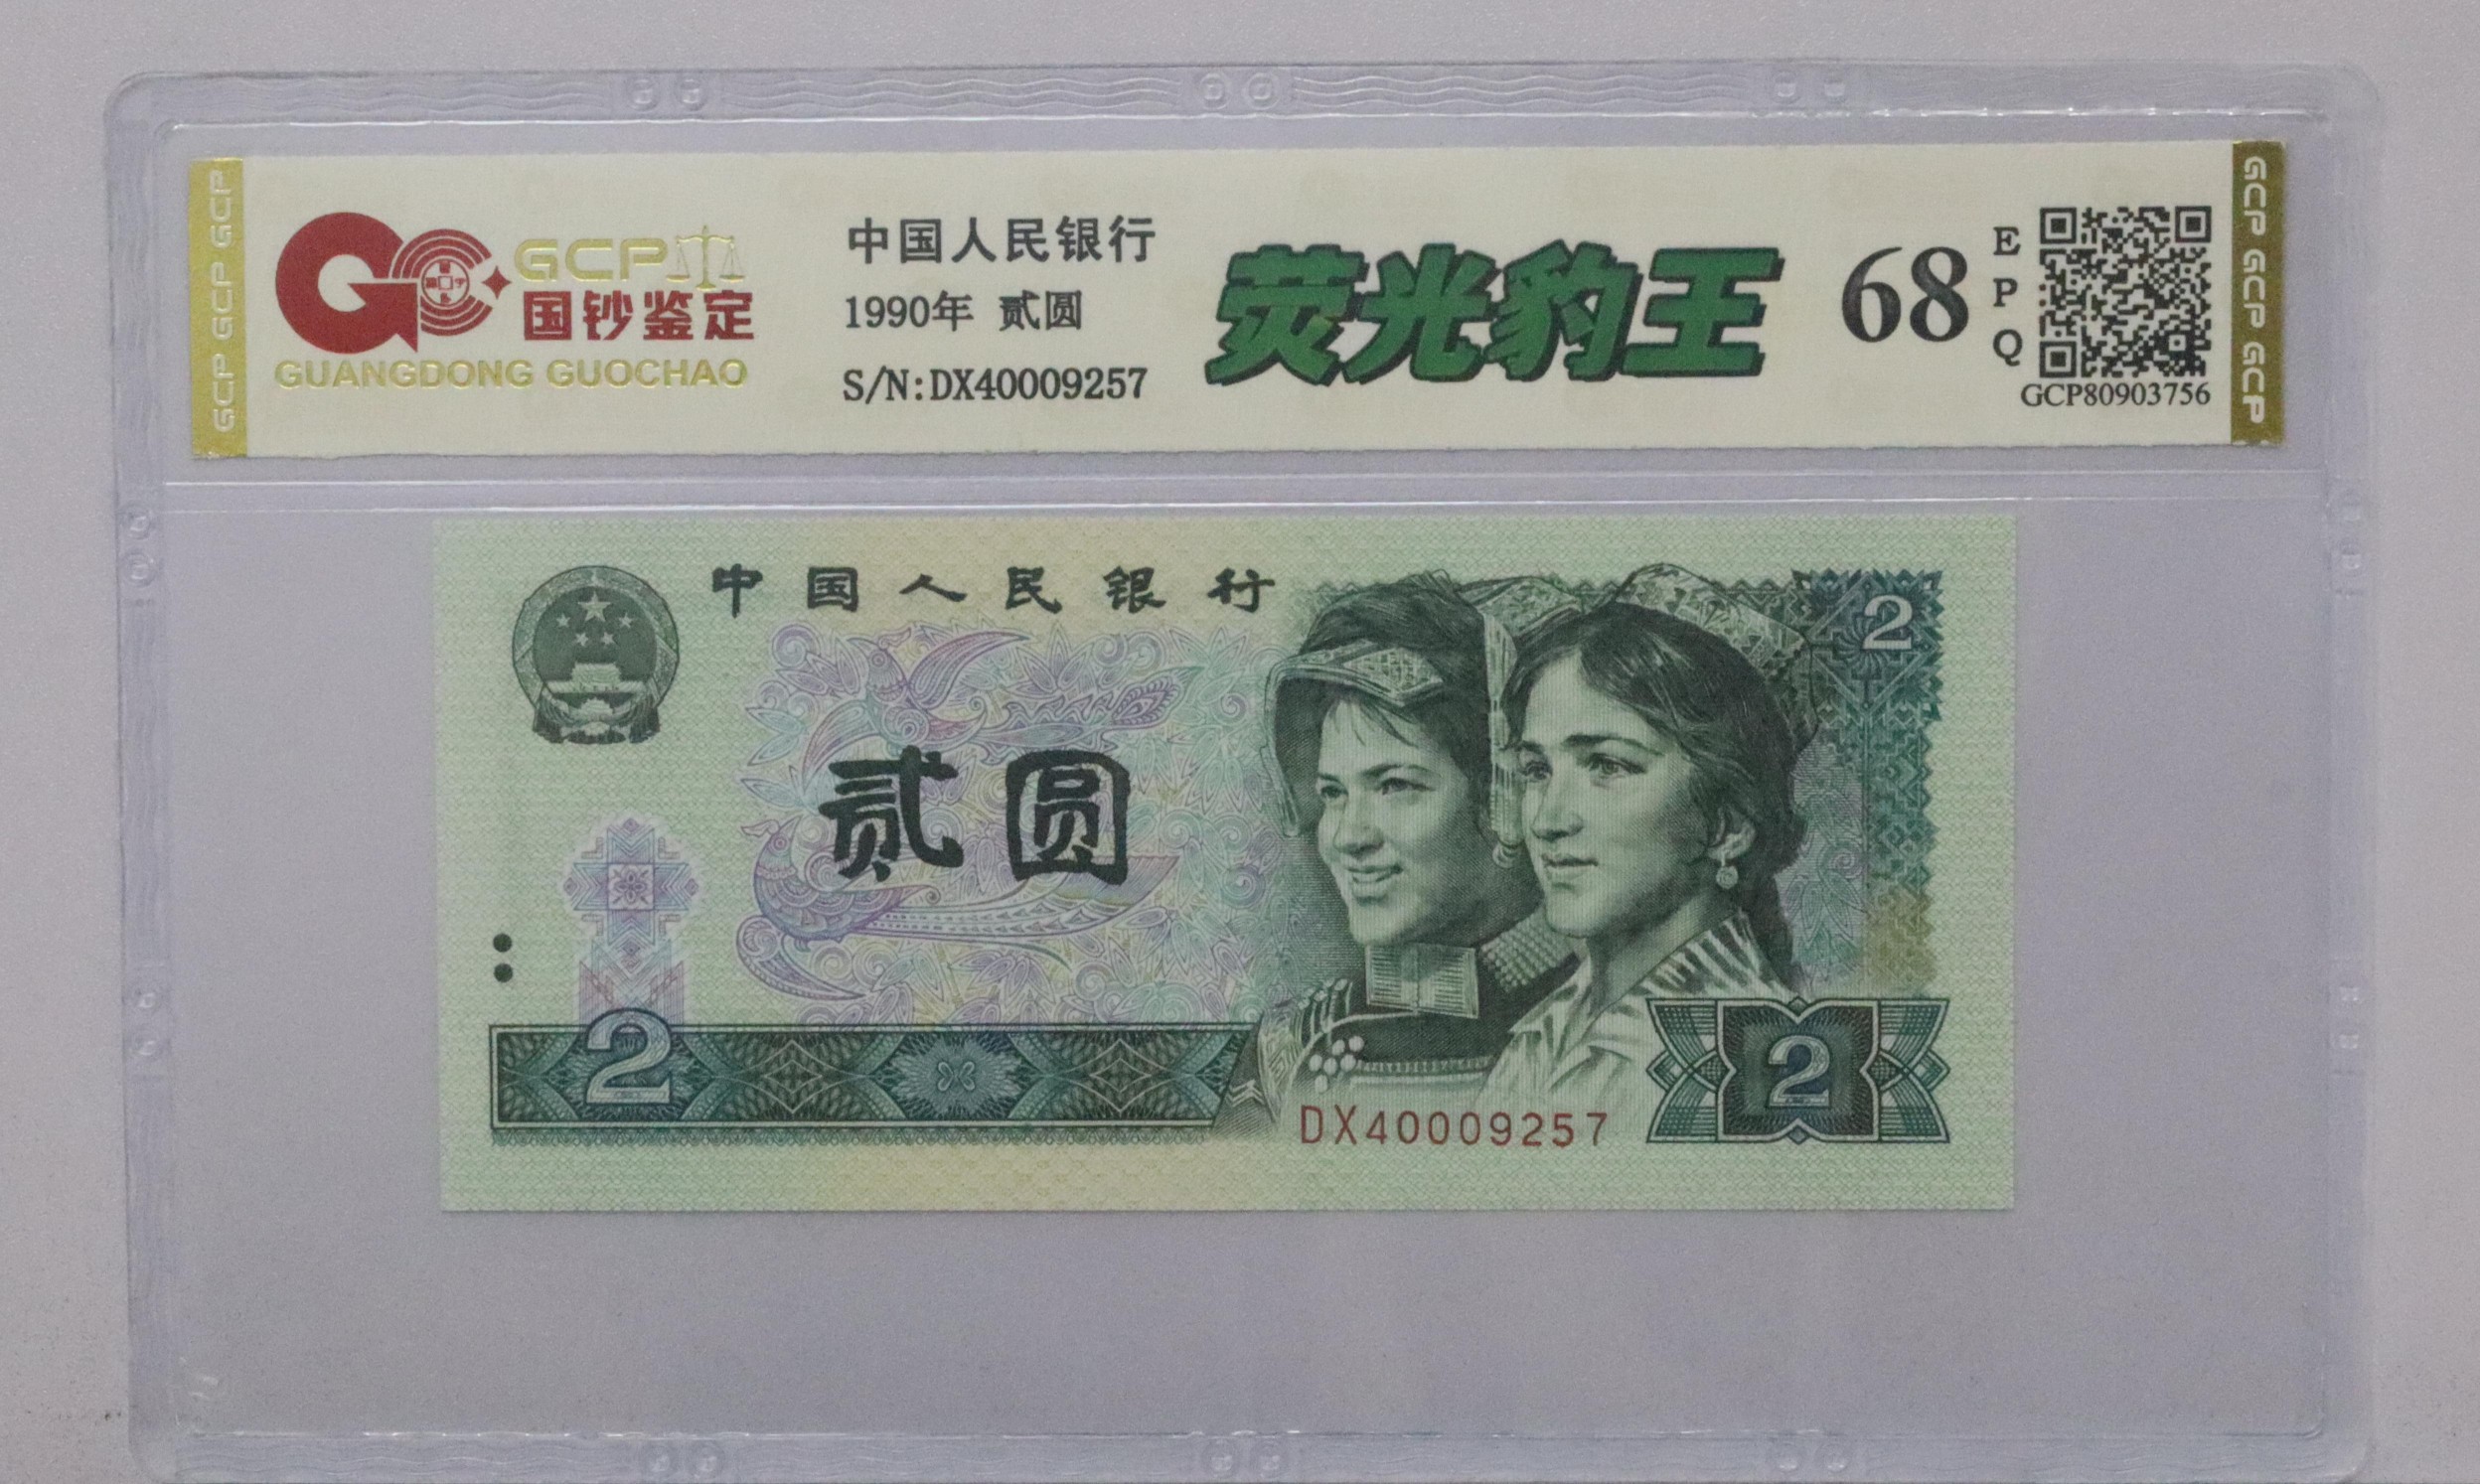 GCP GCP GCP
GCP
国钞鉴定
GUANGDONG GUOCHAO
中国人民银行
1990年 贰圆
S/N:DX40009257
荧光豹王
68
E
P
Q
GCP80903756
GCP GCP GCP
中国人民银行
2
贰圆
2
2
DX40009257